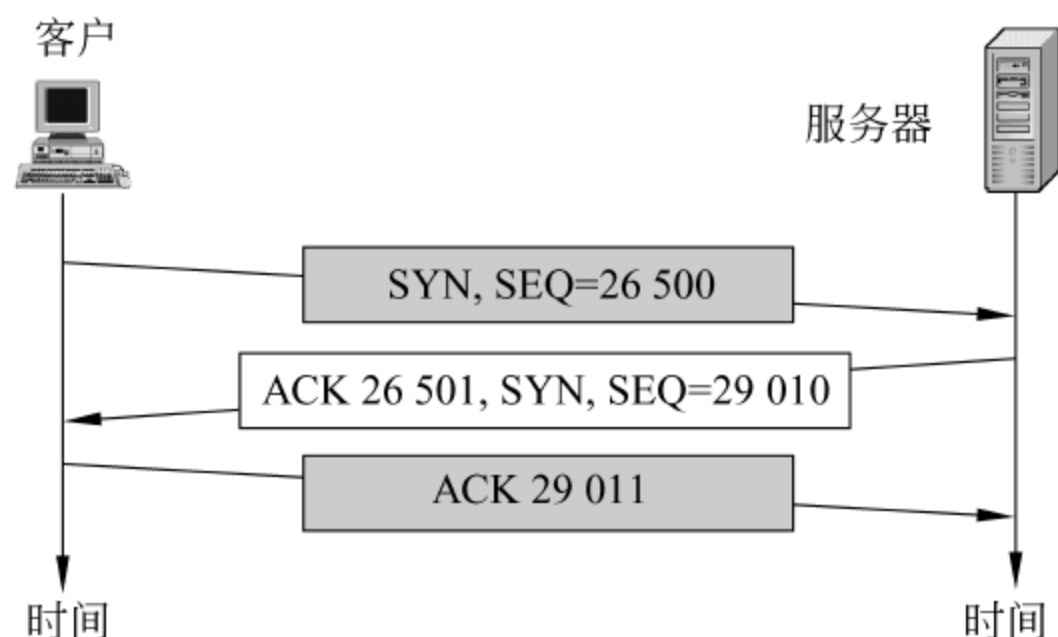 客户
服务器
SYN, SEQ=26 500
ACK 26 501, SYN, SEQ=29 010
ACK 29 011
时间
时间